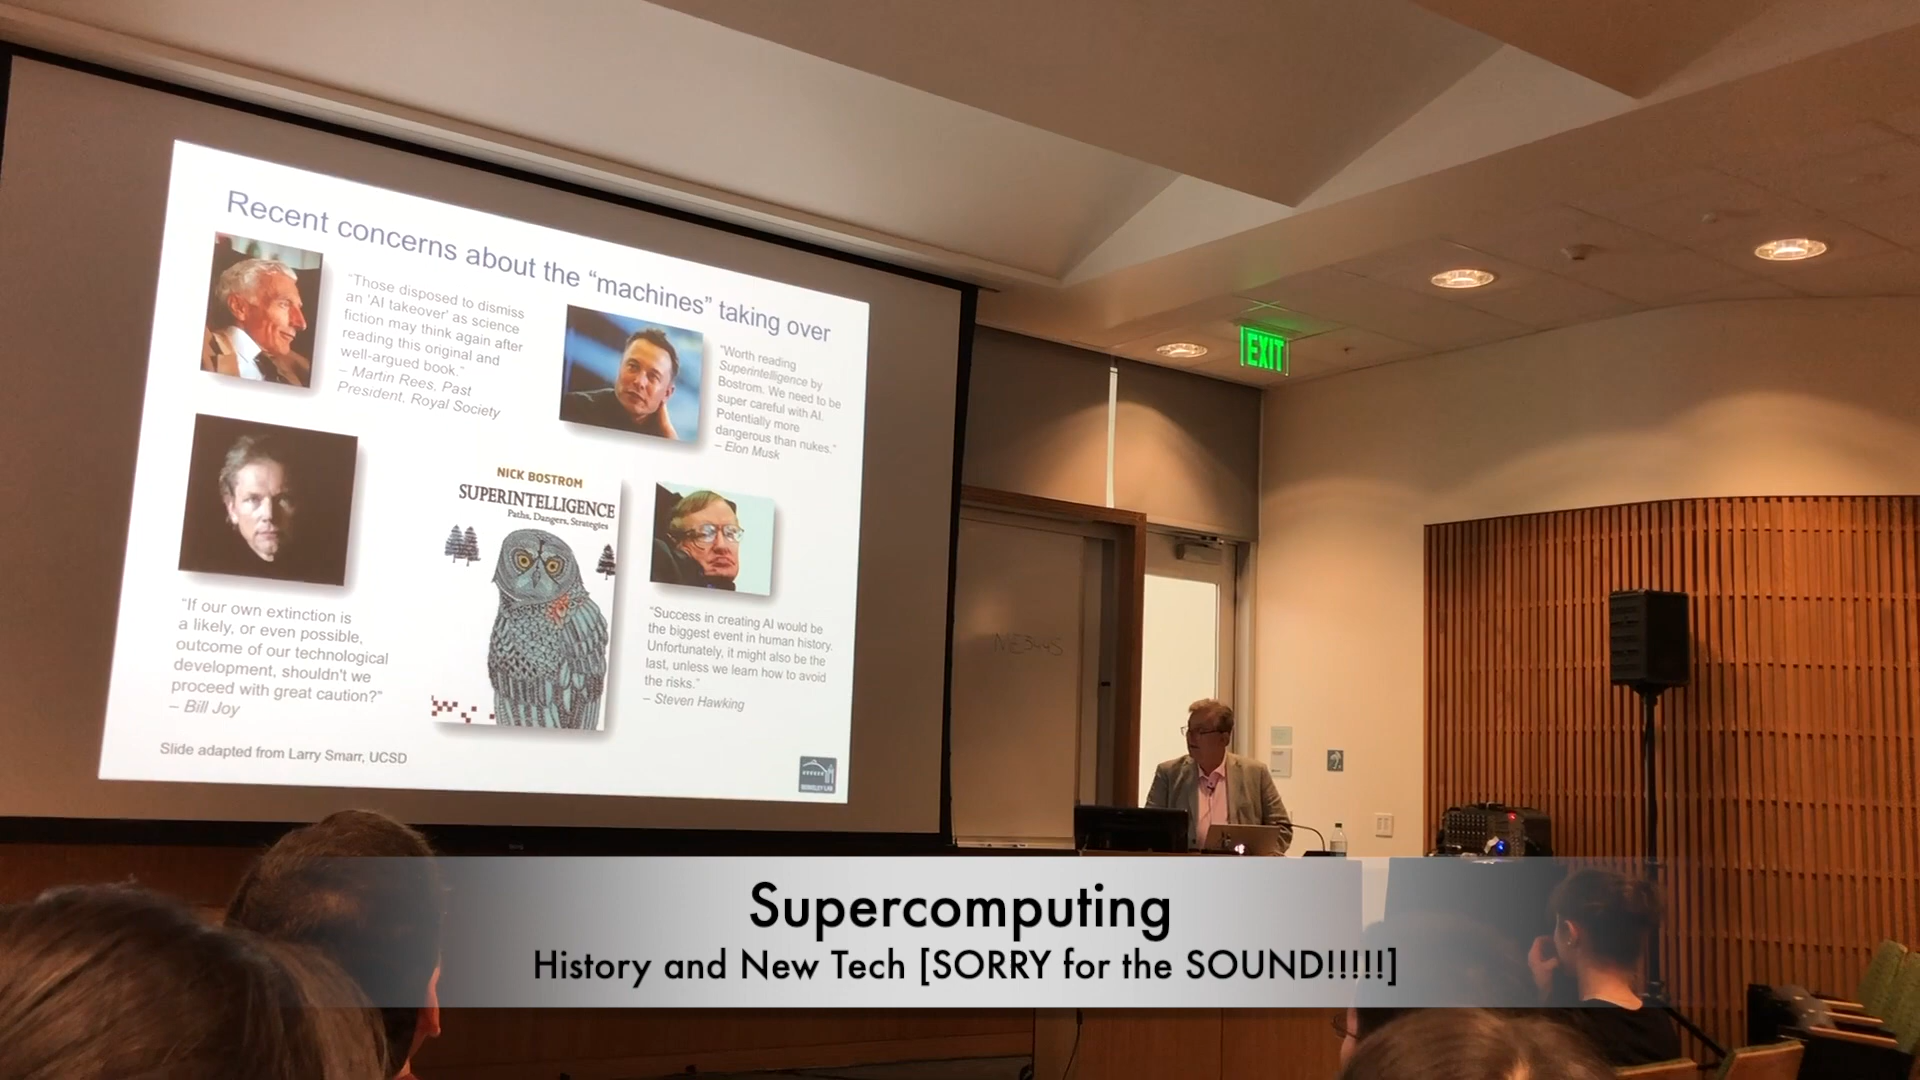 Recent concerns about the “machines” taking over
“Those disposed to dismiss
an 'AI takeover' as science
fiction may think again after
reading this original and
well-argued book.”
– Martin Rees, Past
President, Royal Society
“Worth reading
Superintelligence by
Bostrom. We need to be
super careful with AI.
Potentially more
dangerous than nukes.”
– Elon Musk
“If our own extinction is
a likely, or even possible,
outcome of our technological
development, shouldn't we
proceed with great caution?”
– Bill Joy
NICK BOSTROM
SUPERINTELLIGENCE
Paths, Dangers, Strategies
“Success in creating AI would be
the biggest event in human history.
Unfortunately, it might also be the
last, unless we learn how to avoid
the risks.”
– Steven Hawking
Slide adapted from Larry Smarr, UCSD
BERKELEY LAB
EXIT
Supercomputing
History and New Tech [SORRY for the SOUND!!!!!]